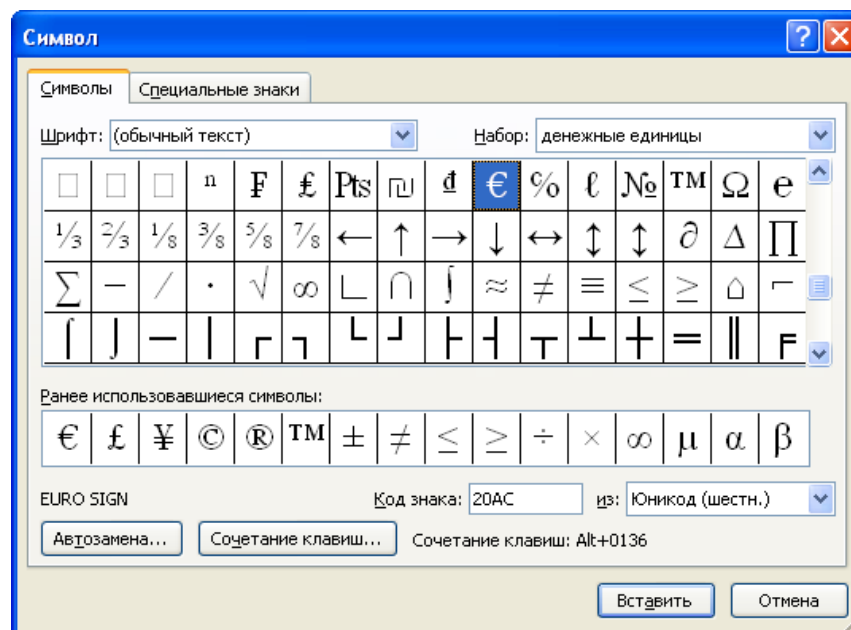 Символ
Символы Специальные знаки
Шрифт: (обычный текст) Набор: денежные единицы
ⁿ ₣ ₤ ₧ ₪ ₫ € ℅ ℓ № ™ Ω ℮
⅓ ⅔ ⅛ ⅜ ⅝ ⅞ ← ↑ → ↓ ↔ ↕ ↨ ∂ ∆ ∏
∑ − ∕ ∙ √ ∞ ∟ ∩ ∫ ≈ ≠ ≡ ≤ ≥ ⌂ ⌐
⌠ ⌡ ─ │ ┌ ┐ └ ┘ ├ ┤ ┬ ┴ ┼ ═ ║ ╒
Ранее использовавшиеся символы:
€ £ ¥ © ® ™ ± ≠ ≤ ≥ ÷ × ∞ µ α β
EURO SIGN Код знака: 20AC из: Юникод (шестн.)
Автозамена... Сочетание клавиш... Сочетание клавиш: Alt+0136
Вставить Отмена